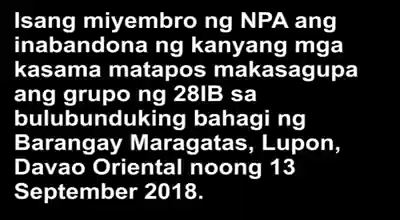 Isang miyembro ng NPA ang
inabandona ng kanyang mga
kasama matapos makasagupa
ang grupo ng 28IB sa
bulubunduking bahagi ng
Barangay Maragatas, Lupon,
Davao Oriental noong 13
September 2018.